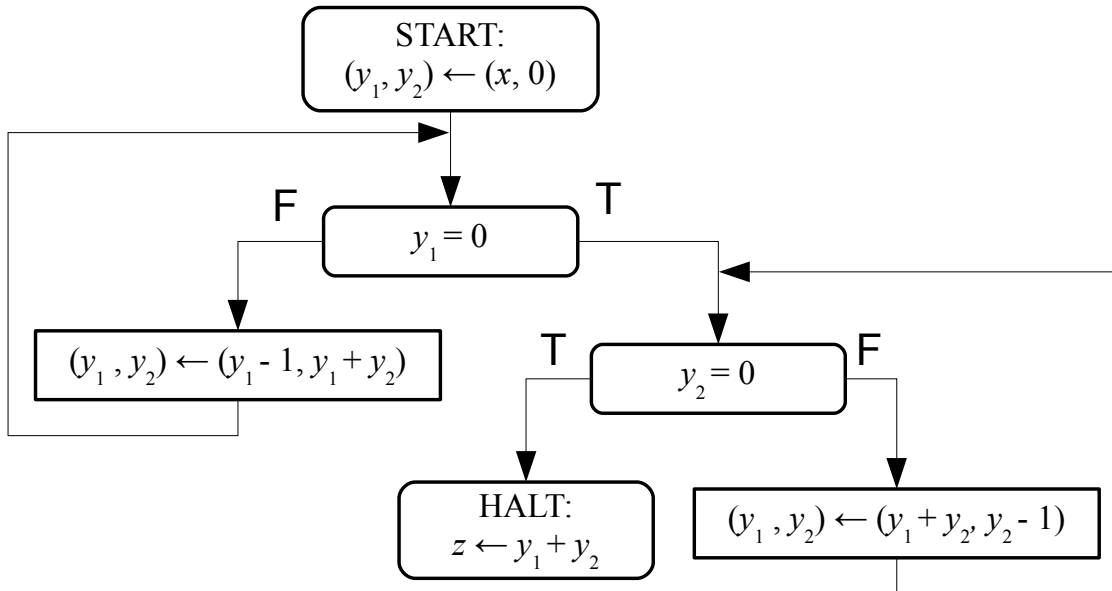 START:
(y₁, y₂) ← (x, 0)
F
T
y₁ = 0
(y₁ , y₂) ← (y₁ - 1, y₁ + y₂)
T
F
y₂ = 0
HALT:
z ← y₁ + y₂
(y₁ , y₂) ← (y₁ + y₂, y₂ - 1)